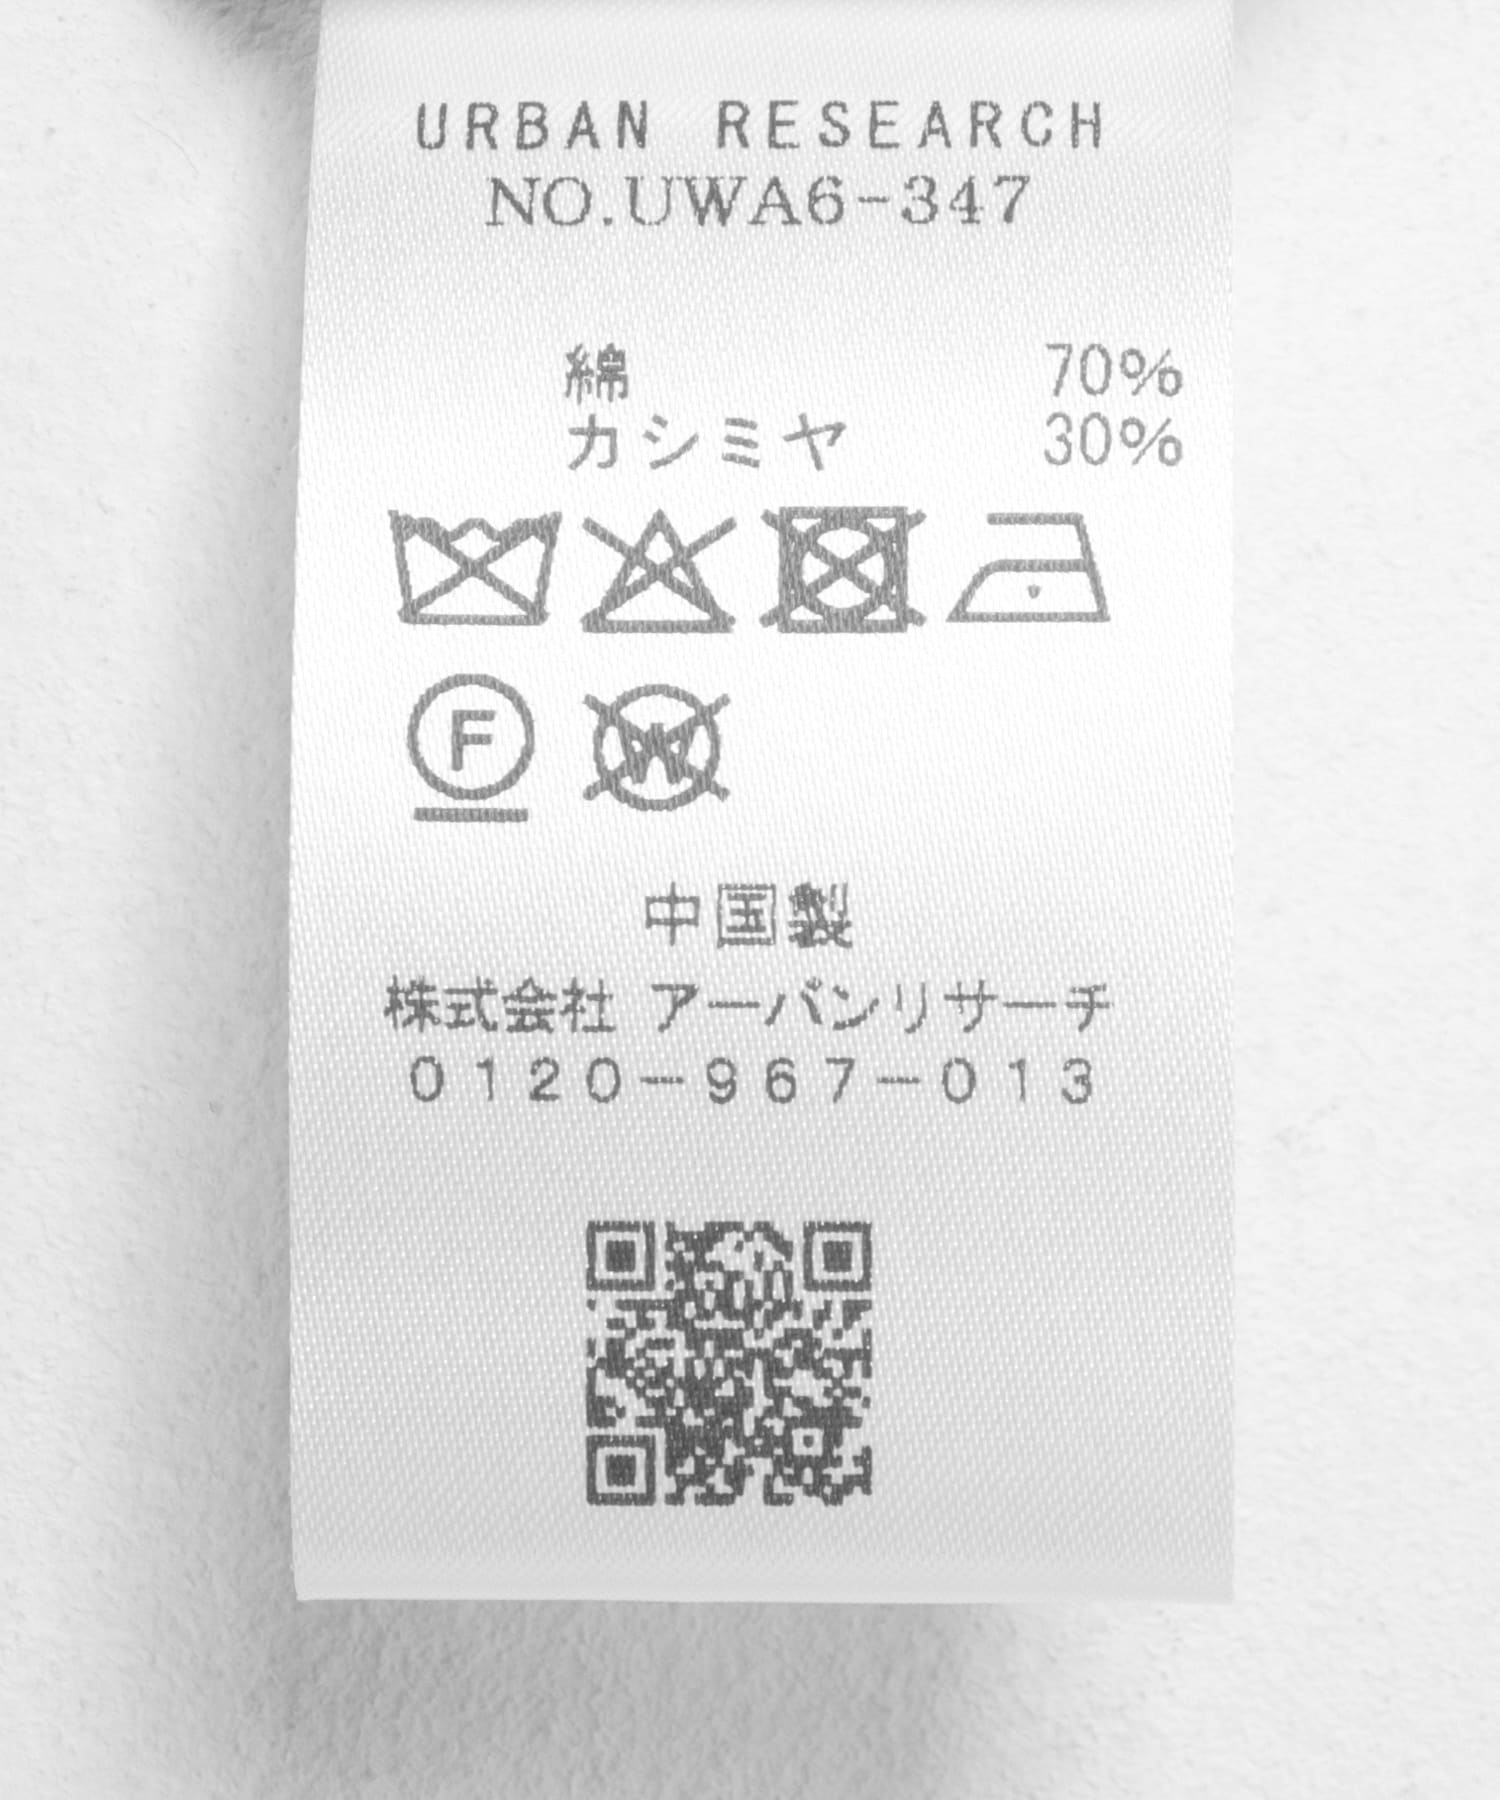 URBAN RESEARCH
NO.UWA6-347
綿 70%
カシミヤ 30%
F
W
中国製
株式会社 アーバンリサーチ
0120-967-013